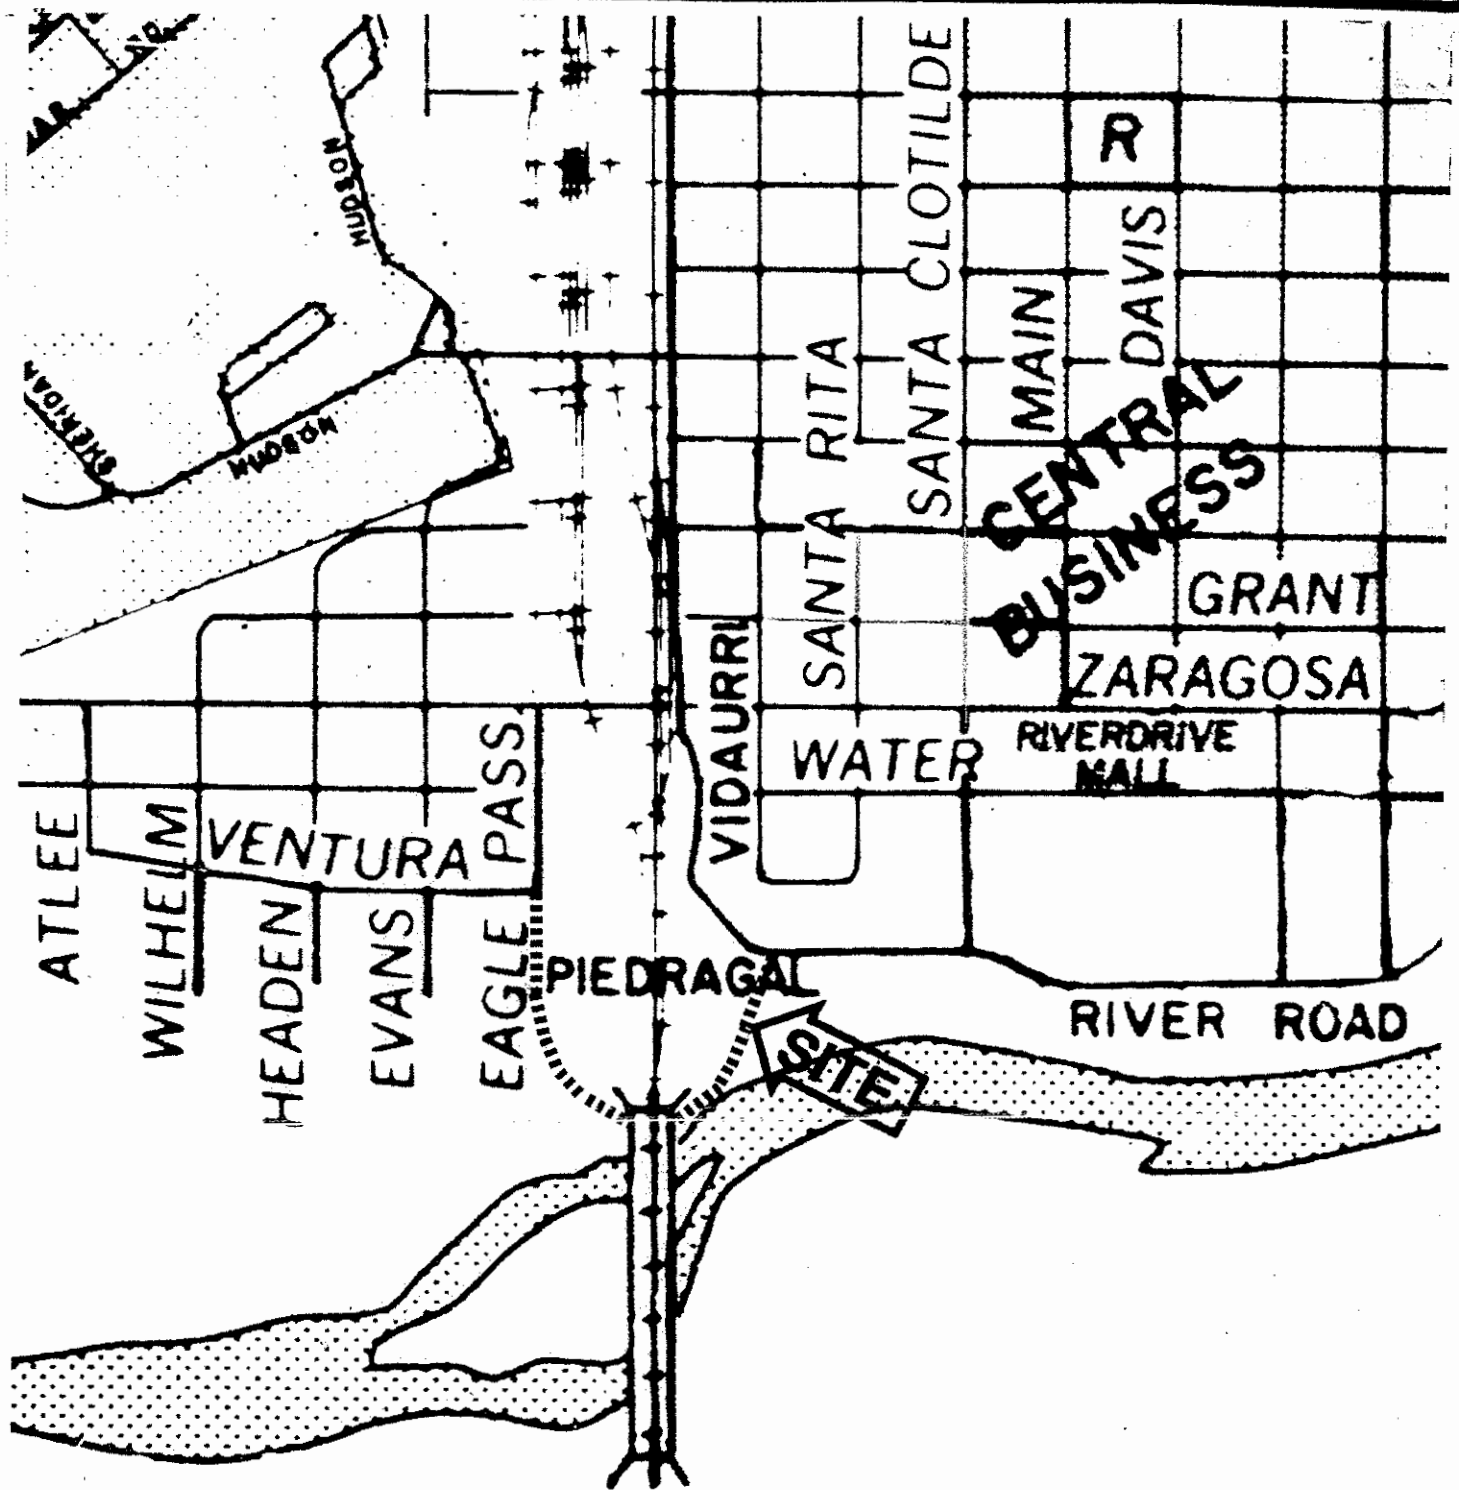 HUDSON
SANTA CLOTILDE
R
DAVIS
MAIN
SANTA RITA
SHERIDAN
CENTRAL
BUSINESS
GRANT
ZARAGOSA
VIDAURRI
WATER
RIVERDRIVE
MALL
EAGLE PASS
VENTURA
ATLEE
WILHELM
HEADEN
EVANS
PIEDRAGAL
SITE
RIVER ROAD